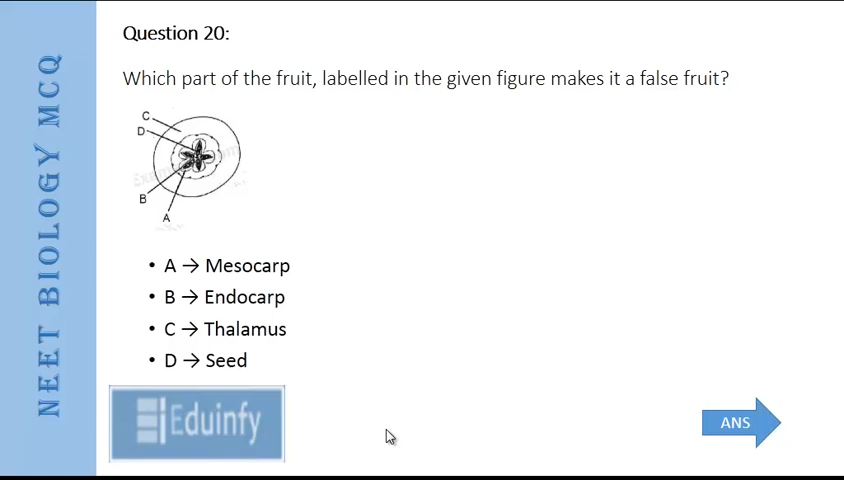 NEET BIOLOGY MCQ
Question 20:
Which part of the fruit, labelled in the given figure makes it a false fruit?
C
D
B
A
• A → Mesocarp
• B → Endocarp
• C → Thalamus
• D → Seed
Eduinfy
ANS